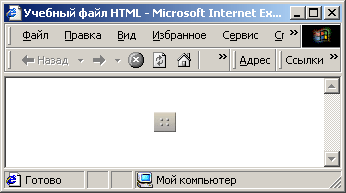 Учебный файл HTML - Microsoft Internet Ex...
Файл Правка Вид Избранное Сервис »
Назад » Адрес Ссылки »
: :
Готово Мой компьютер